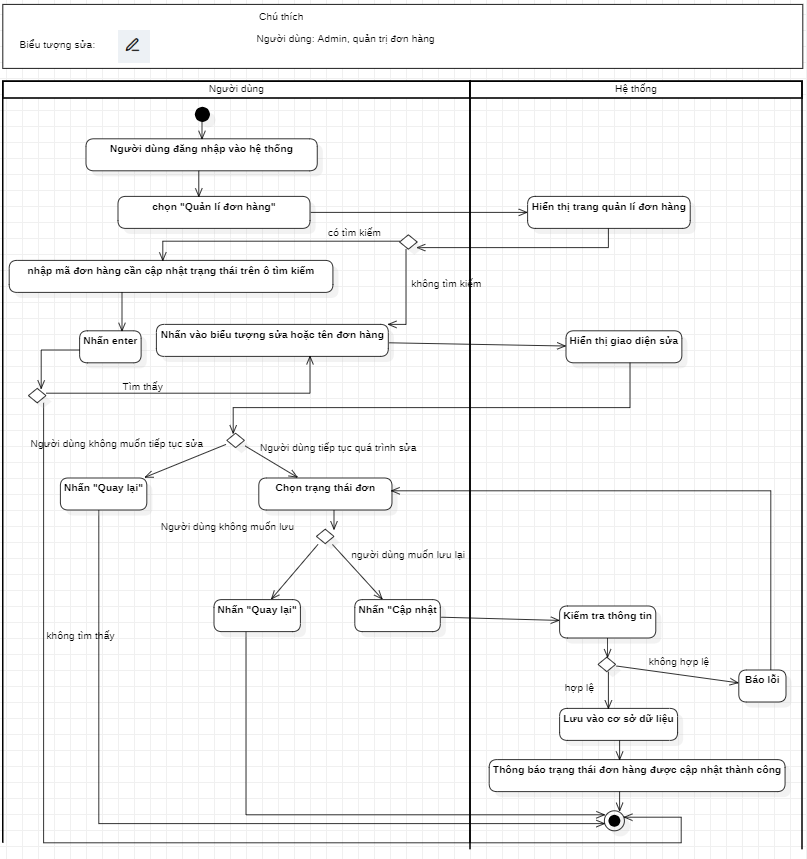 Chú thích
Biểu tượng sửa:
Người dùng: Admin, quản trị đơn hàng
Người dùng
Hệ thống
Người dùng đăng nhập vào hệ thống
chọn "Quản lí đơn hàng"
Hiển thị trang quản lí đơn hàng
có tìm kiếm
nhập mã đơn hàng cần cập nhật trạng thái trên ô tìm kiếm
không tìm kiếm
Nhấn enter
Nhấn vào biểu tượng sửa hoặc tên đơn hàng
Hiển thị giao diện sửa
Tìm thấy
Người dùng không muốn tiếp tục sửa
Người dùng tiếp tục quá trình sửa
Nhấn "Quay lại"
Chọn trạng thái đơn
Người dùng không muốn lưu
người dùng muốn lưu lại
Nhấn "Quay lại"
Nhấn "Cập nhật
Kiểm tra thông tin
không tìm thấy
không hợp lệ
Báo lỗi
hợp lệ
Lưu vào cơ sở dữ liệu
Thông báo trạng thái đơn hàng được cập nhật thành công